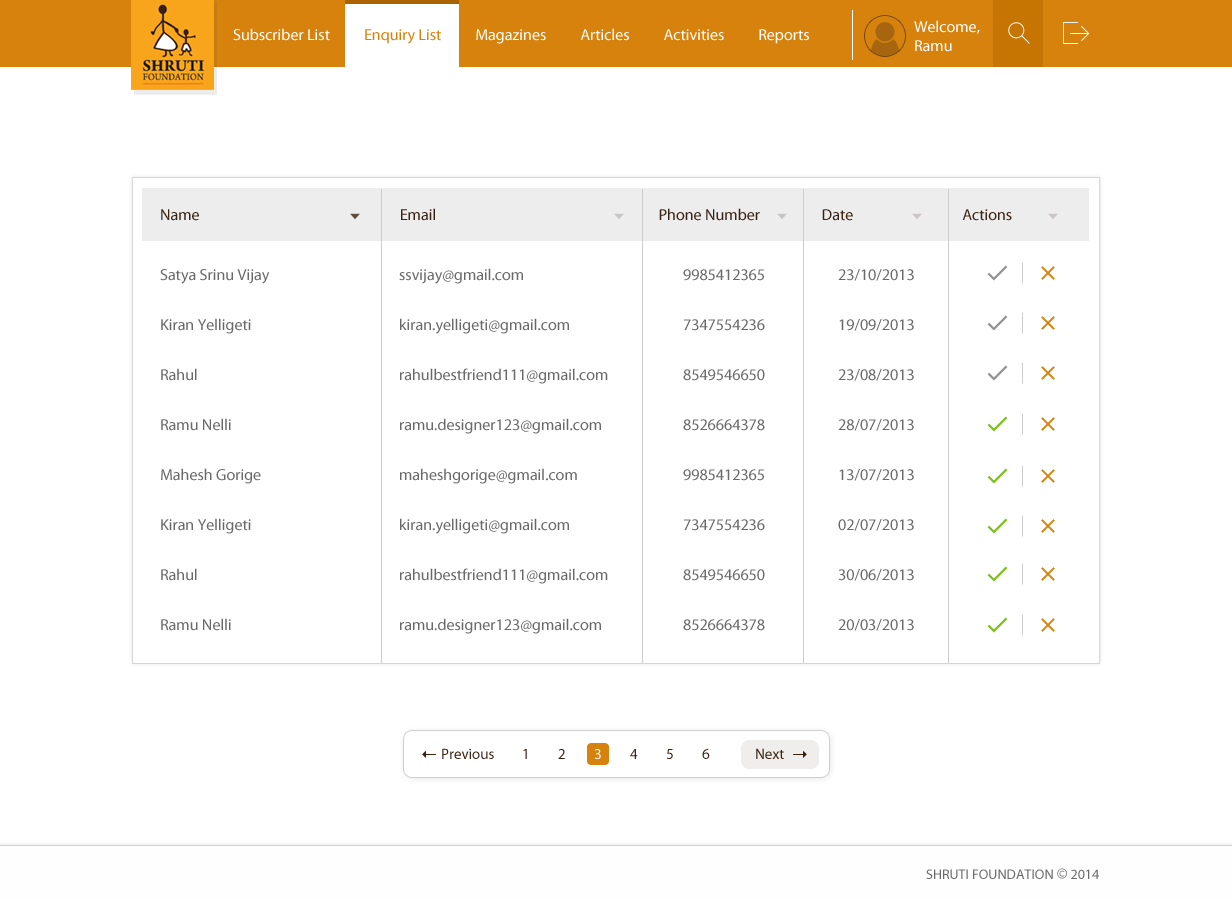 SHRUTI
FOUNDATION
Subscriber List
Enquiry List
Magazines
Articles
Activities
Reports
Welcome,
Ramu
Name Email Phone Number Date Actions
Satya Srinu Vijay ssvijay@gmail.com 9985412365 23/10/2013
Kiran Yelligeti kiran.yelligeti@gmail.com 7347554236 19/09/2013
Rahul rahulbestfriend111@gmail.com 8549546650 23/08/2013
Ramu Nelli ramu.designer123@gmail.com 8526664378 28/07/2013
Mahesh Gorige maheshgorige@gmail.com 9985412365 13/07/2013
Kiran Yelligeti kiran.yelligeti@gmail.com 7347554236 02/07/2013
Rahul rahulbestfriend111@gmail.com 8549546650 30/06/2013
Ramu Nelli ramu.designer123@gmail.com 8526664378 20/03/2013
← Previous 1 2 3 4 5 6 Next →
SHRUTI FOUNDATION © 2014